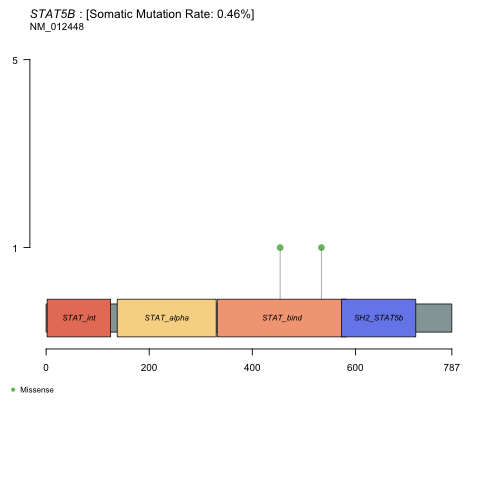 STAT5B : [Somatic Mutation Rate: 0.46%]
NM_012448
5
1
STAT_int STAT_alpha STAT_bind SH2_STAT5b
0 200 400 600 787
Missense